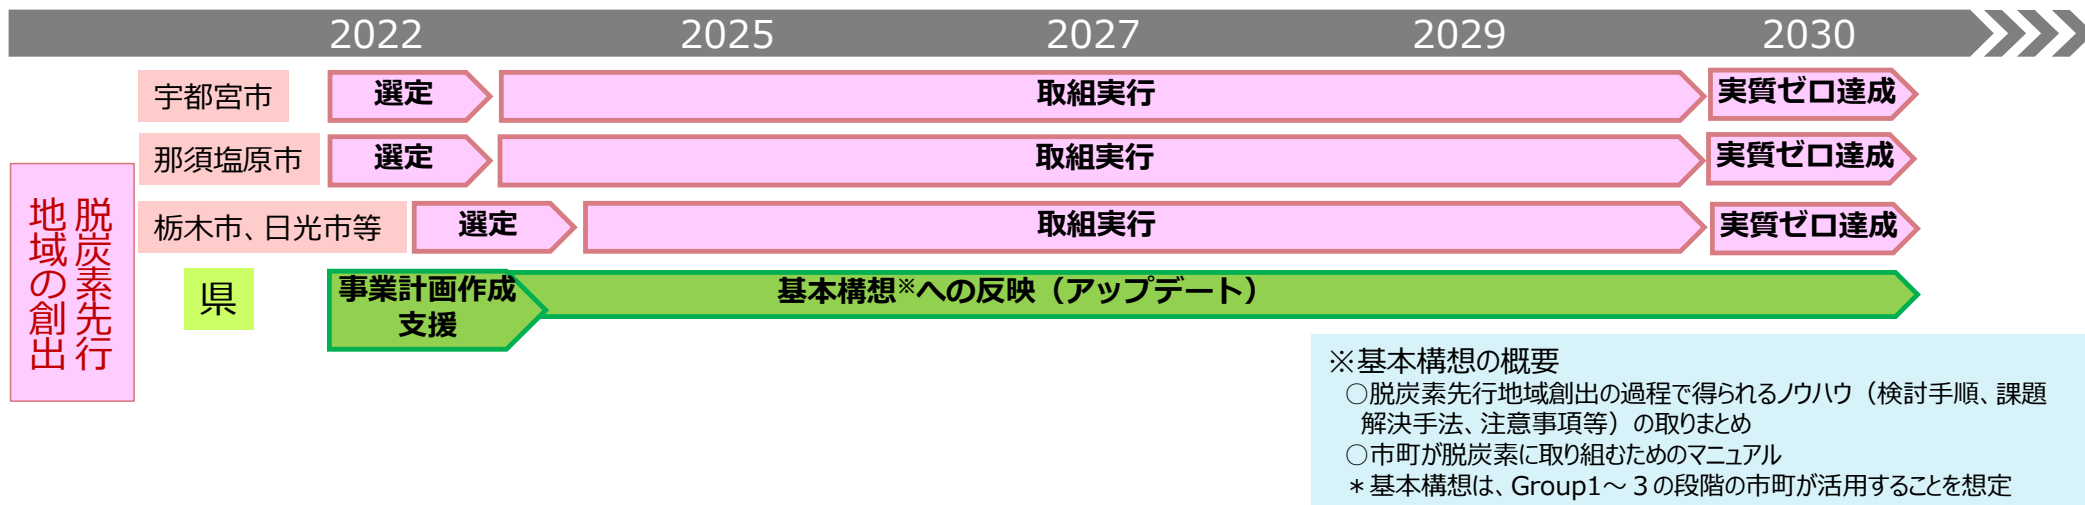 2022 2025 2027 2029 2030
宇都宮市 選定 取組実行 実質ゼロ達成
那須塩原市 選定 取組実行 実質ゼロ達成
栃木市、日光市等 選定 取組実行 実質ゼロ達成
脱炭素先行
地域の創出
県
事業計画作成
支援
基本構想※への反映（アップデート）
※基本構想の概要
○脱炭素先行地域創出の過程で得られるノウハウ（検討手順、課題
解決手法、注意事項等）の取りまとめ
○市町が脱炭素に取り組むためのマニュアル
＊基本構想は、Group1～３の段階の市町が活用することを想定